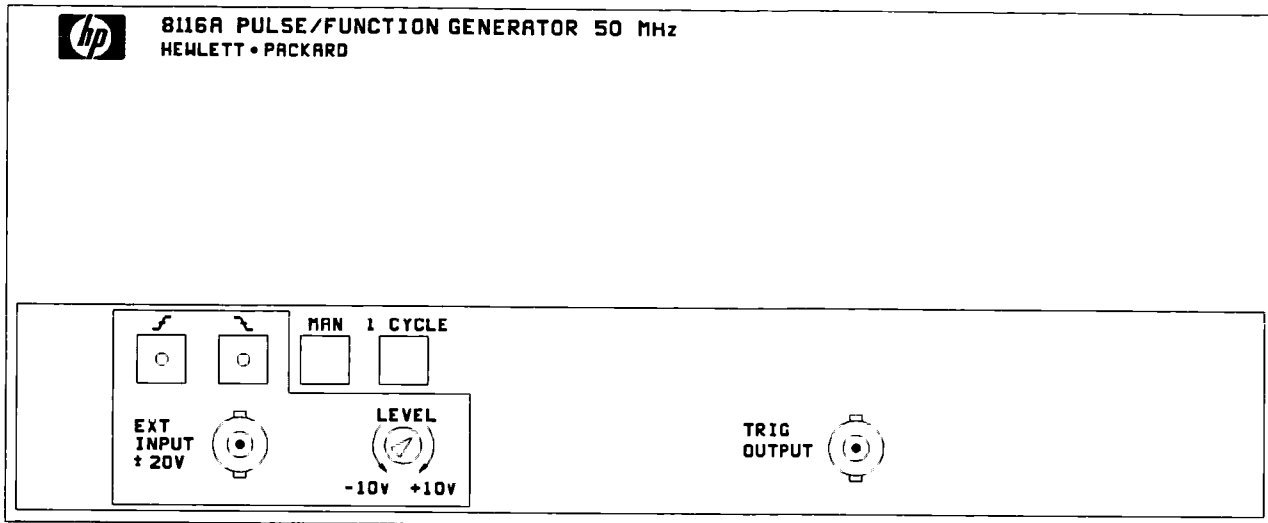 hp
8116A PULSE/FUNCTION GENERATOR 50 MHz
HEWLETT • PACKARD
MAN 1 CYCLE
EXT
INPUT
± 20V
LEVEL
-10V +10V
TRIG
OUTPUT